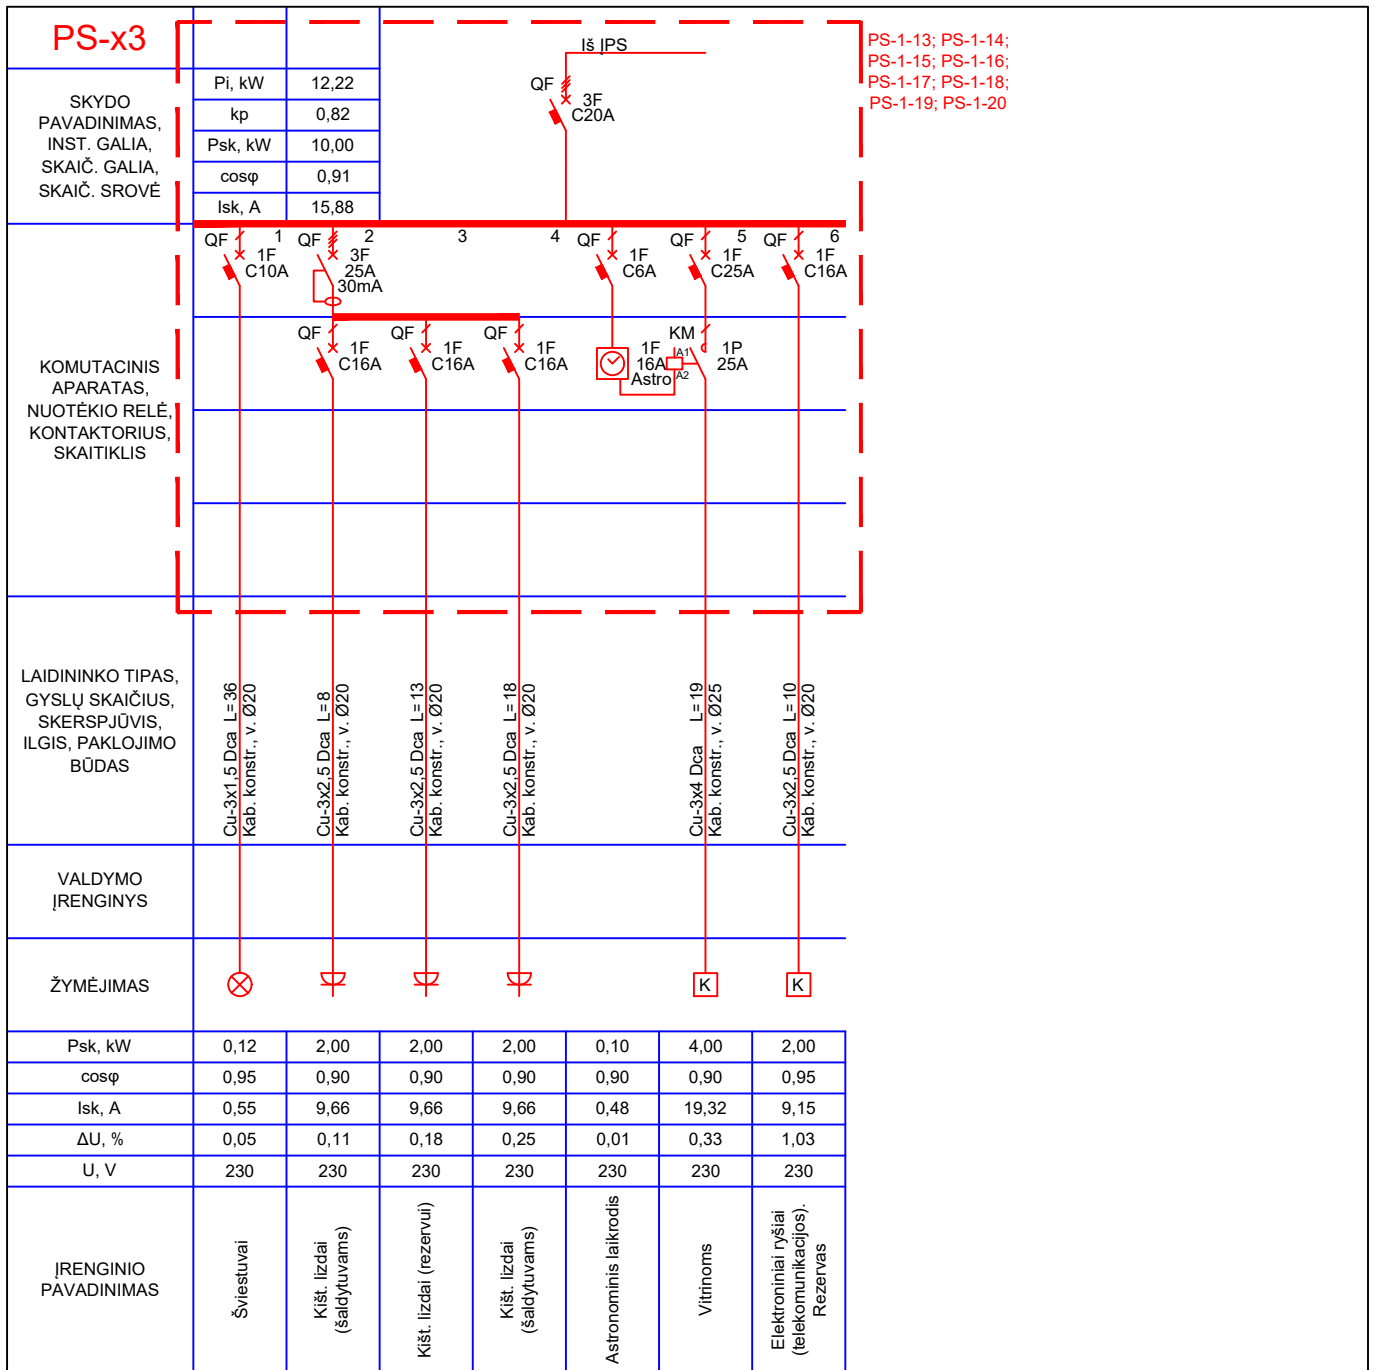 PS-x3
SKYDO
PAVADINIMAS,
INST. GALIA,
SKAIČ. GALIA,
SKAIČ. SROVĖ
Pi, kW 12,22
kp 0,82
Psk, kW 10,00
cosφ 0,91
Isk, A 15,88
Iš ĮPS
QF
3F
C20A
PS-1-13; PS-1-14;
PS-1-15; PS-1-16;
PS-1-17; PS-1-18;
PS-1-19; PS-1-20
1 2 3 4 5 6
QF
1F
C10A
QF
3F
25A
30mA
QF
1F
C6A
QF
1F
C25A
QF
1F
C16A
KOMUTACINIS
APARATAS,
NUOTĖKIO RELĖ,
KONTAKTORIUS,
SKAITIKLIS
QF
1F
C16A
QF
1F
C16A
QF
1F
C16A
1F
16A
Astro
A1
A2
KM
1P
25A
LAIDININKO TIPAS,
GYSLŲ SKAIČIUS,
SKERSPJŪVIS,
ILGIS, PAKLOJIMO
BŪDAS
Cu-3x1,5 Dca L=36
Kab. konstr., v. Ø20
Cu-3x2,5 Dca L=8
Kab. konstr., v. Ø20
Cu-3x2,5 Dca L=13
Kab. konstr., v. Ø20
Cu-3x2,5 Dca L=18
Kab. konstr., v. Ø20
Cu-3x4 Dca L=19
Kab. konstr., v. Ø25
Cu-3x2,5 Dca L=10
Kab. konstr., v. Ø20
VALDYMO
ĮRENGINYS
ŽYMĖJIMAS
K K
Psk, kW 0,12 2,00 2,00 2,00 0,10 4,00 2,00
cosφ 0,95 0,90 0,90 0,90 0,90 0,90 0,95
Isk, A 0,55 9,66 9,66 9,66 0,48 19,32 9,15
ΔU, % 0,05 0,11 0,18 0,25 0,01 0,33 1,03
U, V 230 230 230 230 230 230 230
ĮRENGINIO
PAVADINIMAS
Šviestuvai
Kišt. lizdai
(šaldytuvams)
Kišt. lizdai (rezervui)
Kišt. lizdai
(šaldytuvams)
Astronominis laikrodis
Vitrinoms
Elektroniniai ryšiai
(telekomunikacijos).
Rezervas